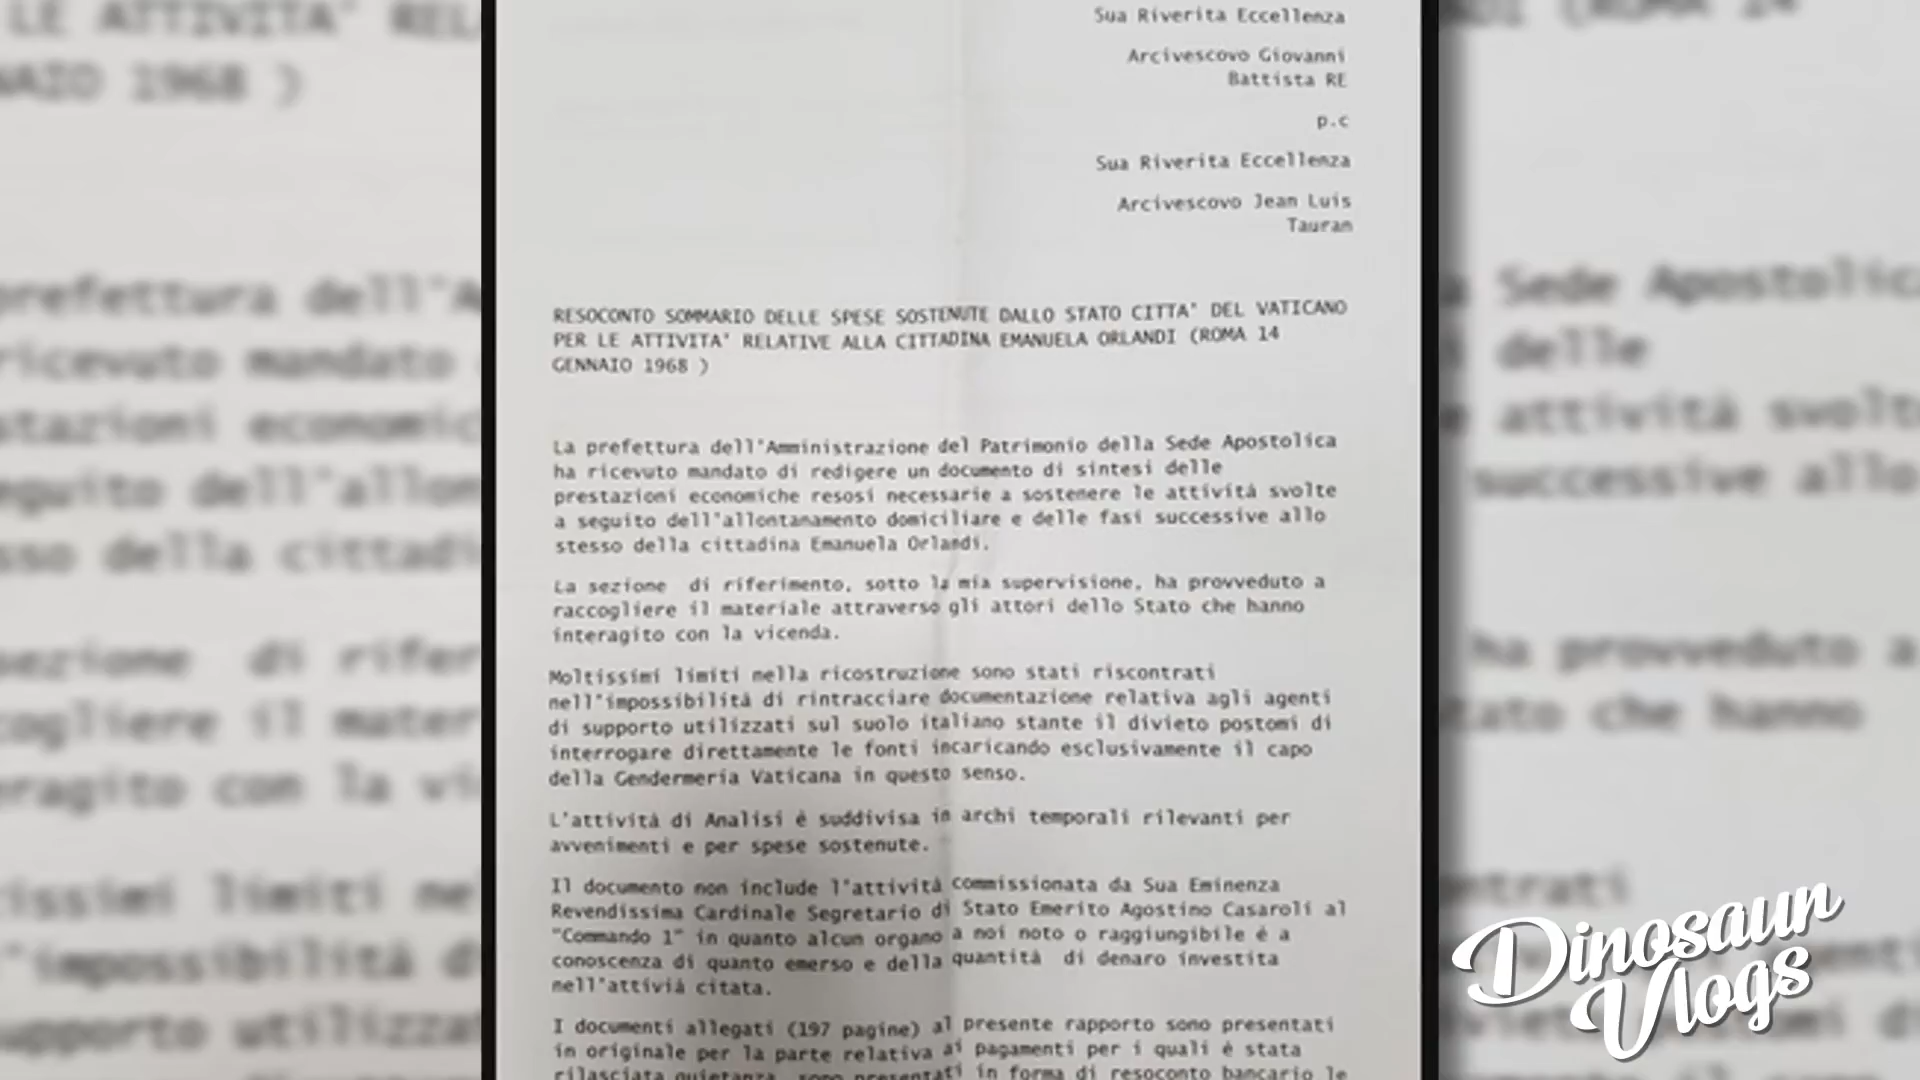 Sua Riverita Eccellenza
Arcivescovo Giovanni
Battista RE
p.c
Sua Riverita Eccellenza
Arcivescovo Jean Luis
Tauran
RESOCONTO SOMMARIO DELLE SPESE SOSTENUTE DALLO STATO CITTA' DEL VATICANO
PER LE ATTIVITA' RELATIVE ALLA CITTADINA EMANUELA ORLANDI (ROMA 14
GENNAIO 1968 )
La prefettura dell'Amministrazione del Patrimonio della Sede Apostolica
ha ricevuto mandato di redigere un documento di sintesi delle
prestazioni economiche resosi necessarie a sostenere le attività svolte
a seguito dell'allontanamento domiciliare e delle fasi successive allo
stesso della cittadina Emanuela Orlandi.
La sezione di riferimento, sotto la mia supervisione, ha provveduto a
raccogliere il materiale attraverso gli attori dello Stato che hanno
interagito con la vicenda.
Moltissimi limiti nella ricostruzione sono stati riscontrati
nell'impossibilità di rintracciare documentazione relativa agli agenti
di supporto utilizzati sul suolo italiano stante il divieto postomi di
interrogare direttamente le fonti incaricando esclusivamente il capo
della Gendermeria Vaticana in questo senso.
L'attività di Analisi è suddivisa in archi temporali rilevanti per
avvenimenti e per spese sostenute.
Il documento non include l'attività commissionata da Sua Eminenza
Revendissima Cardinale Segretario di Stato Emerito Agostino Casaroli al
"Commando 1" in quanto alcun organo a noi noto o raggiungibile é a
conoscenza di quanto emerso e della quantità di denaro investita
nell'attivià citata.
I documenti allegati (197 pagine) al presente rapporto sono presentati
in originale per la parte relativa ai pagamenti per i quali é stata
rilasciata quietanza, sono presentati in forma di resoconto bancario le
Dinosaur
Vlogs